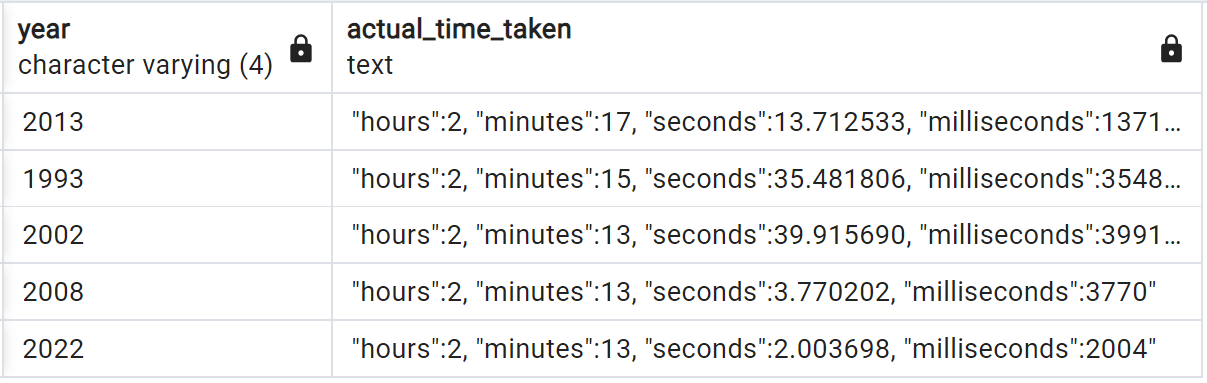 year actual_time_taken
character varying (4) text
2013 "hours":2, "minutes":17, "seconds":13.712533, "milliseconds":1371...
1993 "hours":2, "minutes":15, "seconds":35.481806, "milliseconds":3548...
2002 "hours":2, "minutes":13, "seconds":39.915690, "milliseconds":3991...
2008 "hours":2, "minutes":13, "seconds":3.770202, "milliseconds":3770"
2022 "hours":2, "minutes":13, "seconds":2.003698, "milliseconds":2004"